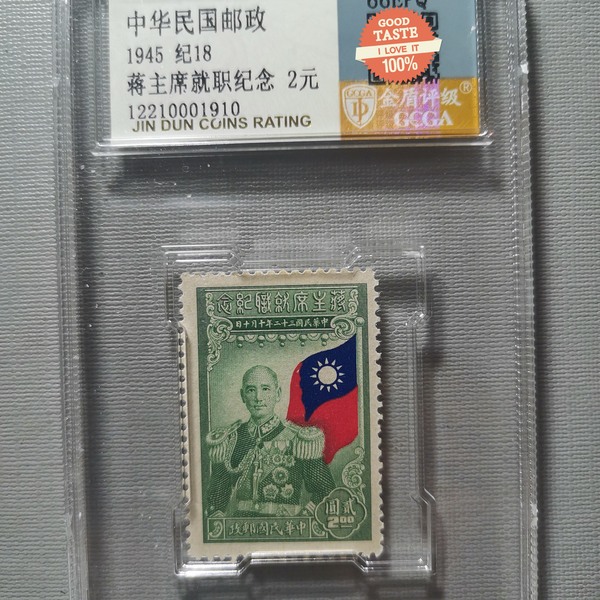 中华民国邮政
1945 纪18
蒋主席就职纪念 2元
12210001910
JIN DUN COINS RATING
GOOD
TASTE
I LOVE IT
100%
GCGA
金盾评级®
GCGA
念紀職就席主蔣
日十月十年二十三國民華中
圓貳
2.00
政郵國民華中